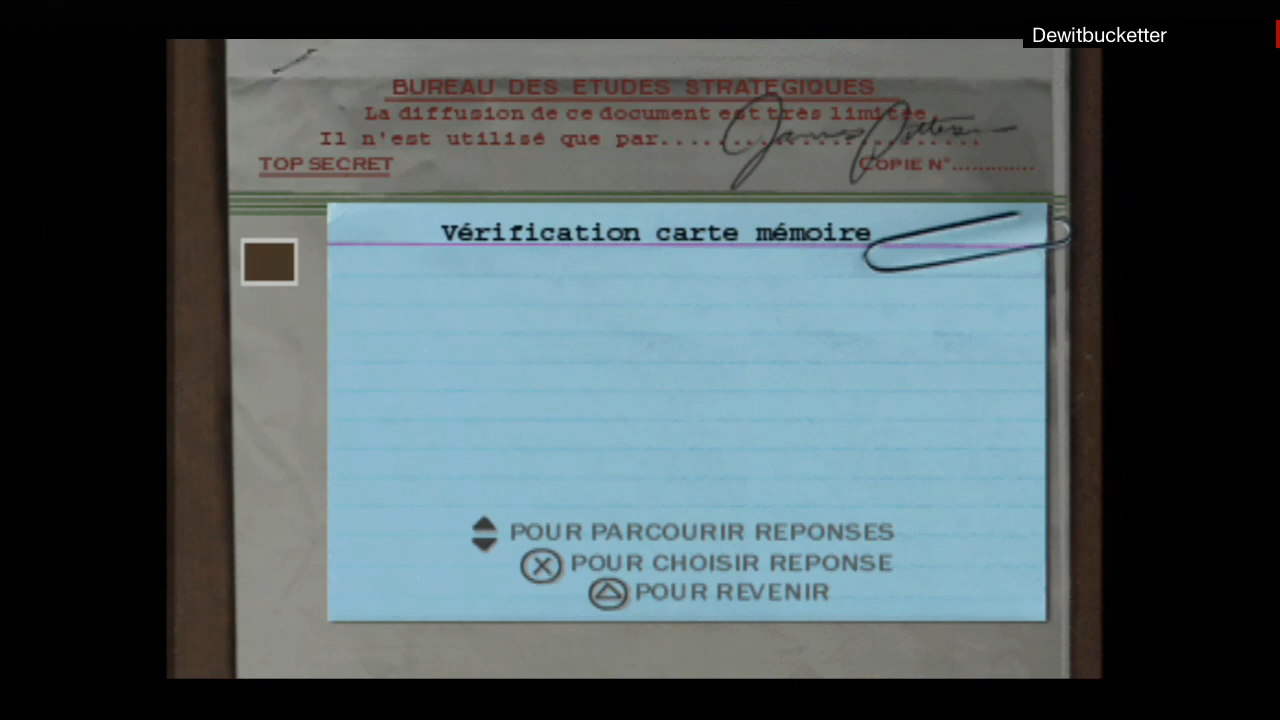 Dewitbucketter
BUREAU DES ETUDES STRATEGIQUES
La diffusion de ce document est très limitée
Il n'est utilisé que par......................
TOP SECRET
COPIE N°............
Vérification carte mémoire
POUR PARCOURIR REPONSES
X POUR CHOISIR REPONSE
POUR REVENIR